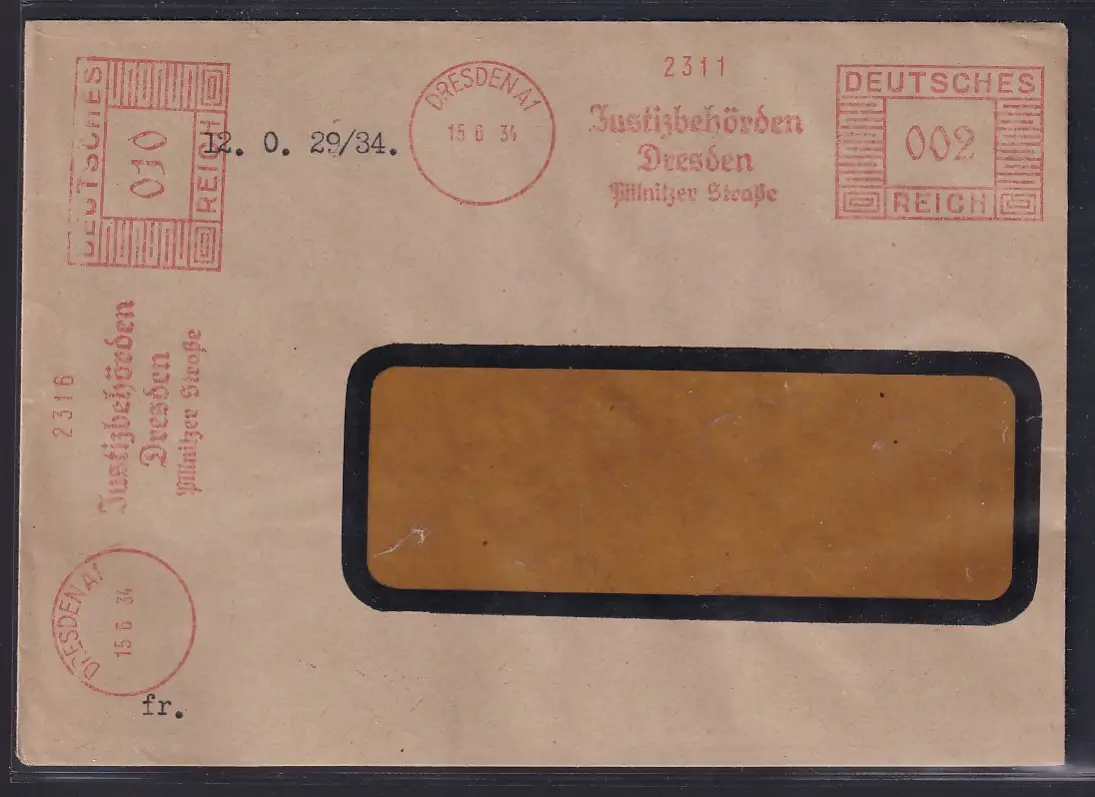 2311
DRESDEN A1
15 6 34
Justizbehörden
Dresden
Pillnitzer Straße
DEUTSCHES
002
REICH
12. O. 29/34.
DEUTSCHES
010
REICH
2316
Justizbehörden
Dresden
Pillnitzer Straße
DRESDEN A1
15 6 34
fr.